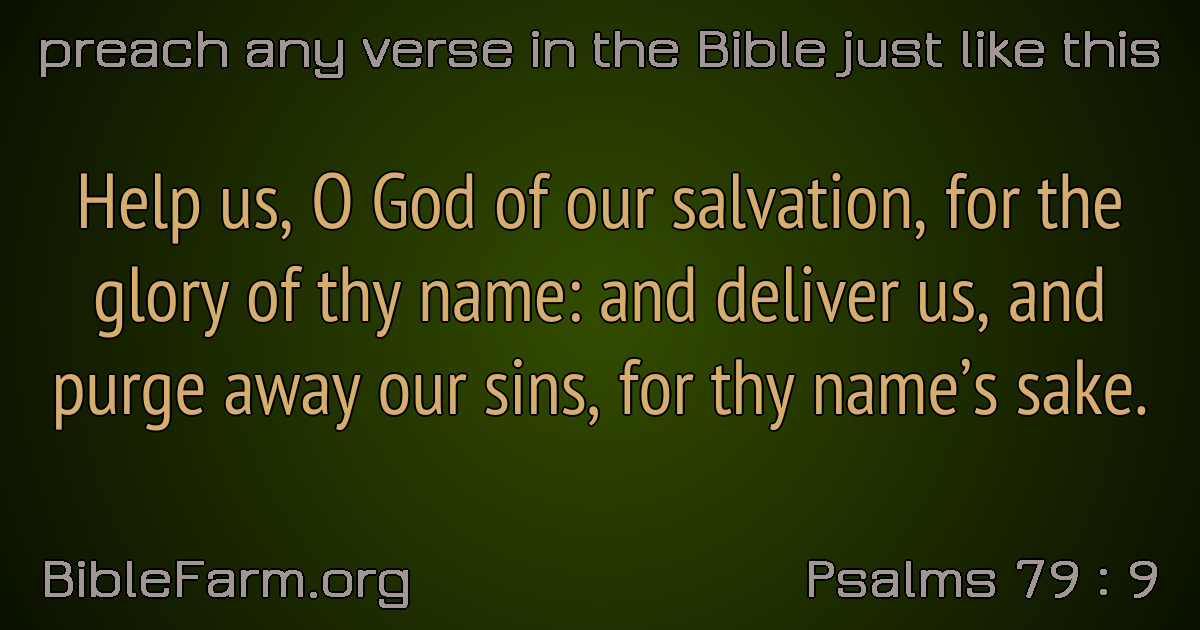 preach any verse in the Bible just like this
Help us, O God of our salvation, for the
glory of thy name: and deliver us, and
purge away our sins, for thy name’s sake.
BibleFarm.org
Psalms 79 : 9